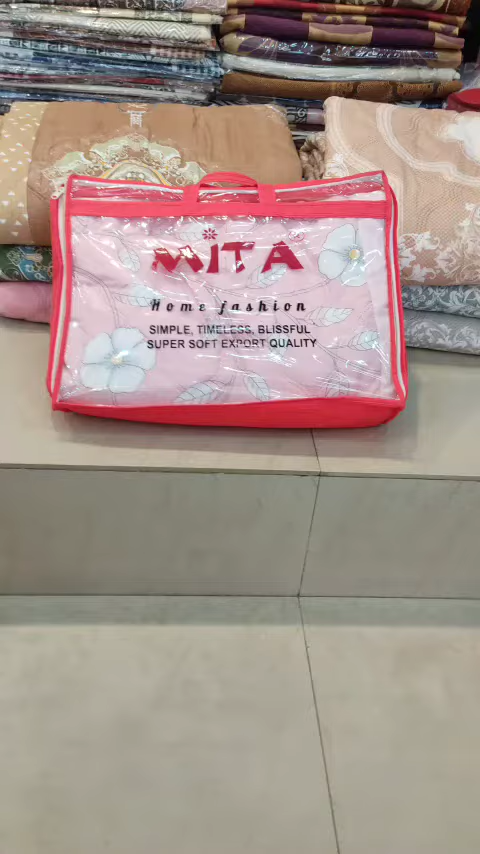 MITA
Home fashion
SIMPLE, TIMELESS, BLISSFUL
SUPER SOFT EXPORT QUALITY